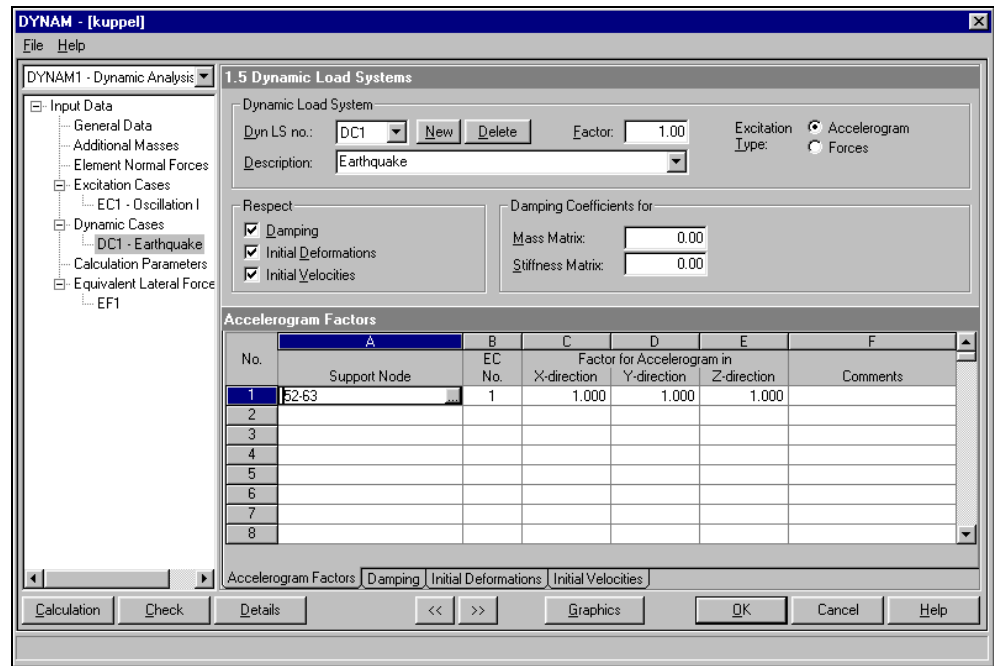 DYNAM - [kuppel]
File Help
DYNAM1 - Dynamic Analysis
Input Data
General Data
Additional Masses
Element Normal Forces
Excitation Cases
EC1 - Oscillation I
Dynamic Cases
DC1 - Earthquake
Calculation Parameters
Equivalent Lateral Force
EF1
1.5 Dynamic Load Systems
Dynamic Load System
Dyn LS no.: DC1 New Delete Factor: 1.00 Excitation Type: Accelerogram
Forces
Description: Earthquake
Respect
Damping
Initial Deformations
Initial Velocities
Damping Coefficients for
Mass Matrix: 0.00
Stiffness Matrix: 0.00
Accelerogram Factors
A B C D E F
No. EC Factor for Accelerogram in
Support Node No. X-direction Y-direction Z-direction Comments
1 52-63 ... 1 1.000 1.000 1.000
2
3
4
5
6
7
8
Accelerogram Factors Damping Initial Deformations Initial Velocities
Calculation Check Details << >> Graphics OK Cancel Help